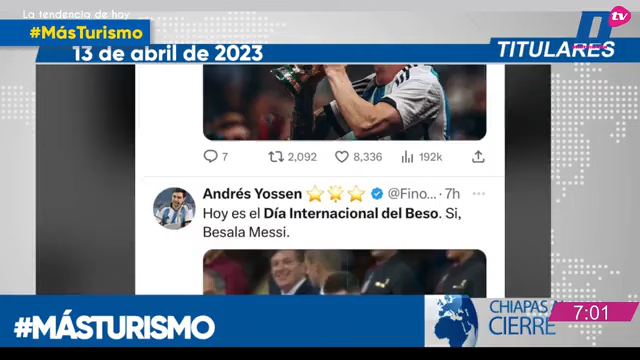 La tendencia de hoy
#MásTurismo
13 de abril de 2023
TITULARES
tv
7
2,092
8,336
192k
Andrés Yossen
@Fino... · 7h
Hoy es el Día Internacional del Beso. Si,
Besala Messi.
#MÁSTURISMO
CHIAPAS
CIERRE
7:01